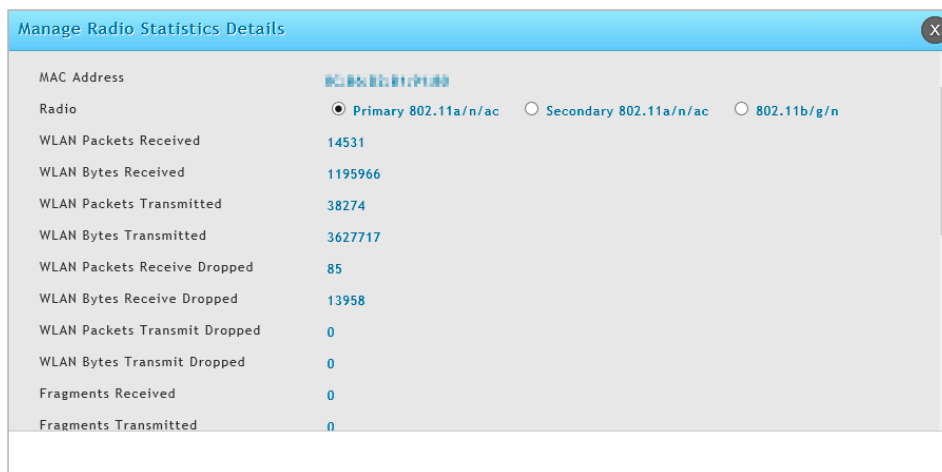 Manage Radio Statistics Details
X
MAC Address
Radio Primary 802.11a/n/ac Secondary 802.11a/n/ac 802.11b/g/n
WLAN Packets Received 14531
WLAN Bytes Received 1195966
WLAN Packets Transmitted 38274
WLAN Bytes Transmitted 3627717
WLAN Packets Receive Dropped 85
WLAN Bytes Receive Dropped 13958
WLAN Packets Transmit Dropped 0
WLAN Bytes Transmit Dropped 0
Fragments Received 0
Fragments Transmitted 0